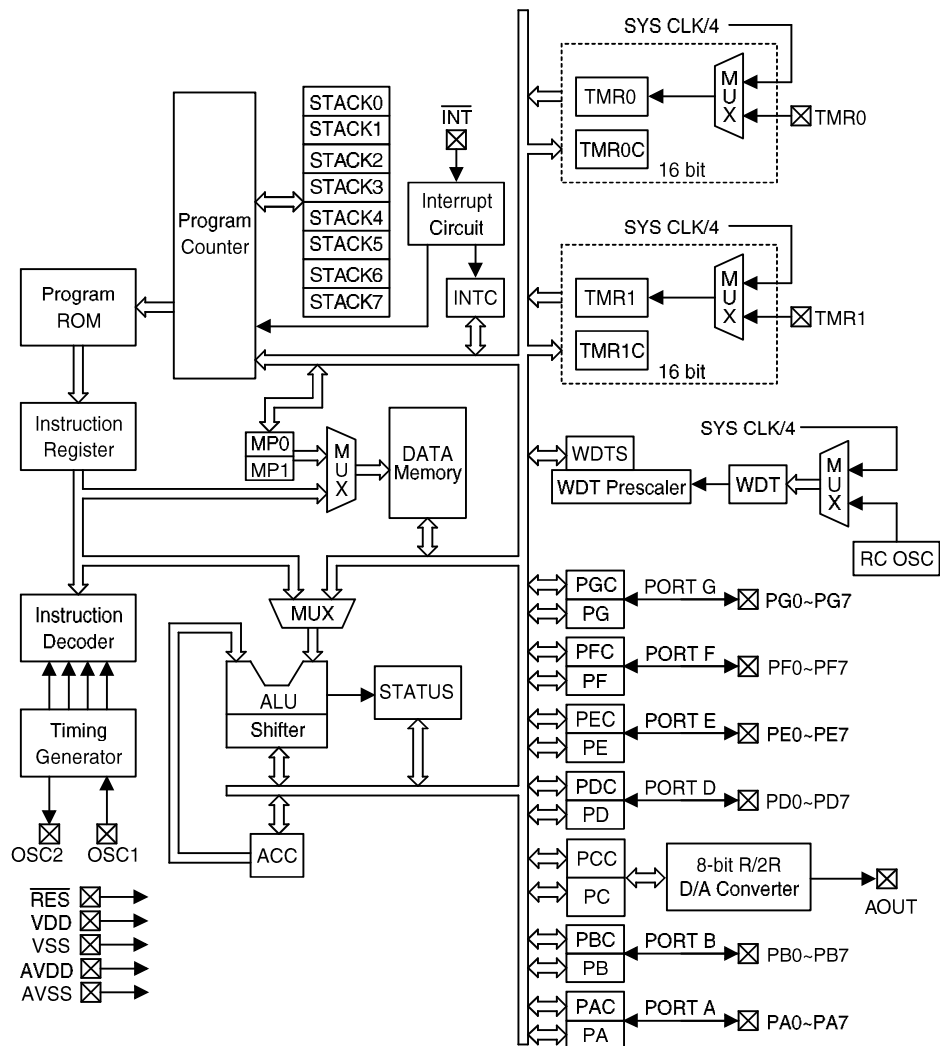 SYS CLK/4
TMR0
MUX
TMR0
TMR0C
16 bit
STACK0
STACK1
STACK2
STACK3
STACK4
STACK5
STACK6
STACK7
INT
Interrupt
Circuit
INTC
Program
Counter
Program
ROM
SYS CLK/4
TMR1
MUX
TMR1
TMR1C
16 bit
Instruction
Register
MP0
MP1
MUX
DATA
Memory
SYS CLK/4
WDTS
WDT Prescaler
WDT
MUX
RC OSC
Instruction
Decoder
MUX
ALU
Shifter
STATUS
Timing
Generator
OSC2
OSC1
ACC
RES
VDD
VSS
AVDD
AVSS
PGC
PG
PORT G
PG0~PG7
PFC
PF
PORT F
PF0~PF7
PEC
PE
PORT E
PE0~PE7
PDC
PD
PORT D
PD0~PD7
PCC
PC
8-bit R/2R
D/A Converter
AOUT
PBC
PB
PORT B
PB0~PB7
PAC
PA
PORT A
PA0~PA7